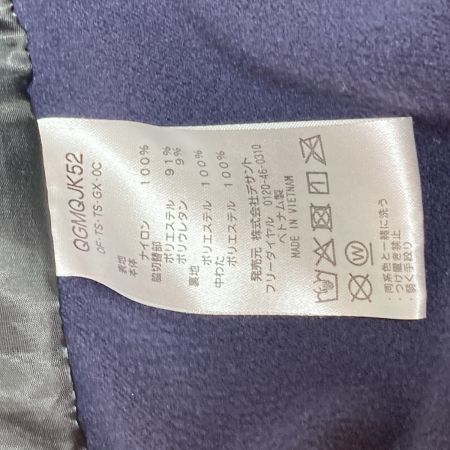 QGMQJK52
OF・TS・TS・GX・OC
表地
本体 ナイロン 100%
脇切替部
ポリエステル 91%
ポリウレタン 9%
裏地
ポリエステル 100%
中わた
ポリエステル 100%
発売元 株式会社デサント
フリーダイヤル 0120-46-0310
ベトナム製
MADE IN VIETNAM
W
・同系色と一緒に洗う
・つけ置き禁止
・弱く手絞り